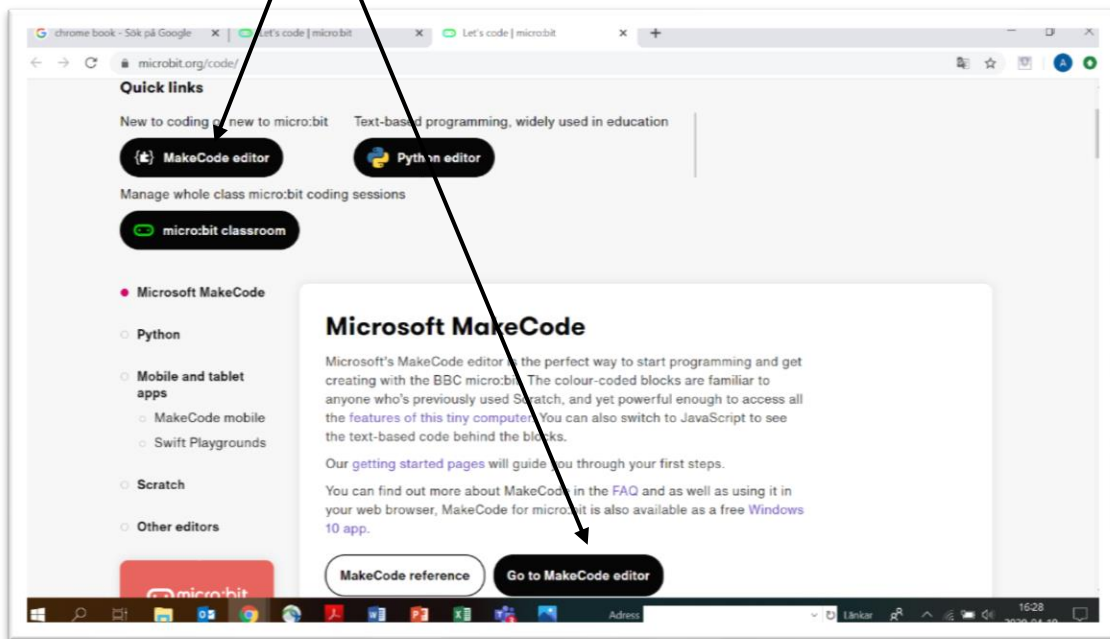 chrome book - Sök på Google
Let's code | micro:bit
Let's code | micro:bit
microbit.org/code/
A
Quick links
New to coding or new to micro:bit
Text-based programming, widely used in education
MakeCode editor
Python editor
Manage whole class micro:bit coding sessions
micro:bit classroom
Microsoft MakeCode
Python
Mobile and tablet
apps
MakeCode mobile
Swift Playgrounds
Scratch
Other editors
micro:bit
Microsoft MakeCode
Microsoft's MakeCode editor is the perfect way to start programming and get
creating with the BBC micro:bit. The colour-coded blocks are familiar to
anyone who's previously used Scratch, and yet powerful enough to access all
the features of this tiny computer. You can also switch to JavaScript to see
the text-based code behind the blocks.
Our getting started pages will guide you through your first steps.
You can find out more about MakeCode in the FAQ and as well as using it in
your web browser, MakeCode for micro:bit is also available as a free Windows
10 app.
MakeCode reference
Go to MakeCode editor
Adress
Länkar
16:28